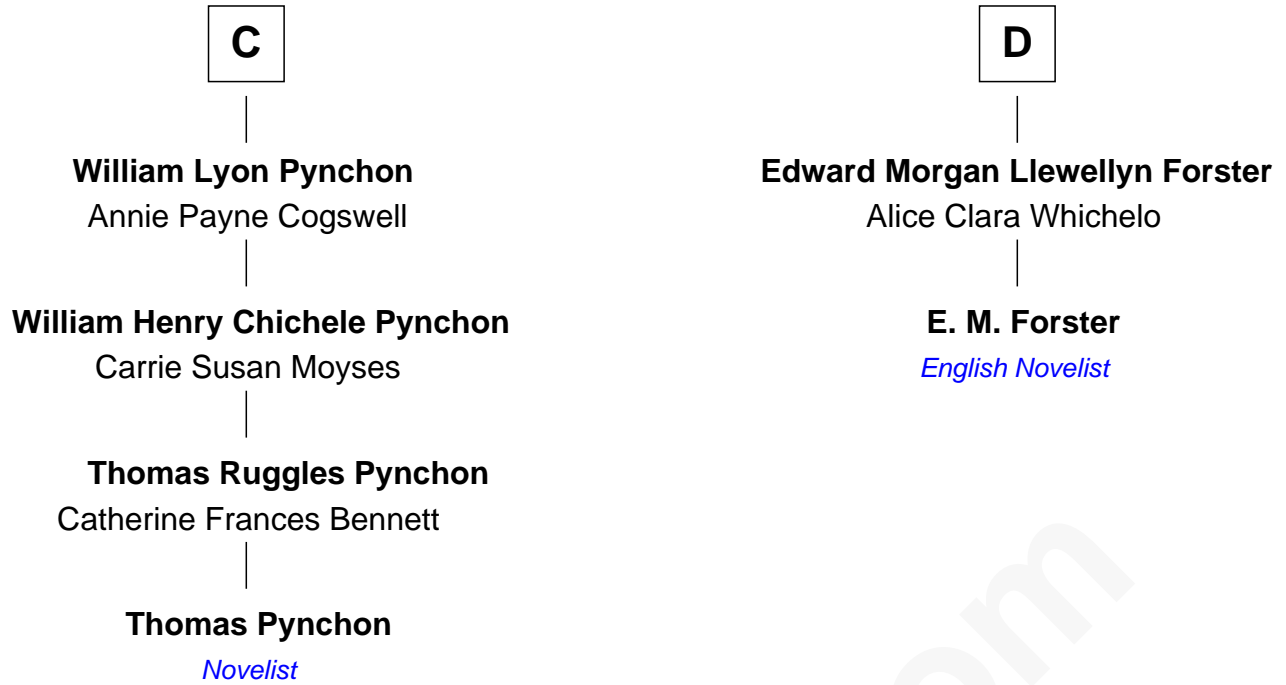 C
William Lyon Pynchon
Annie Payne Cogswell
William Henry Chichele Pynchon
Carrie Susan Moyses
Thomas Ruggles Pynchon
Catherine Frances Bennett
Thomas Pynchon
Novelist
D
Edward Morgan Llewellyn Forster
Alice Clara Whichelo
E. M. Forster
English Novelist
om